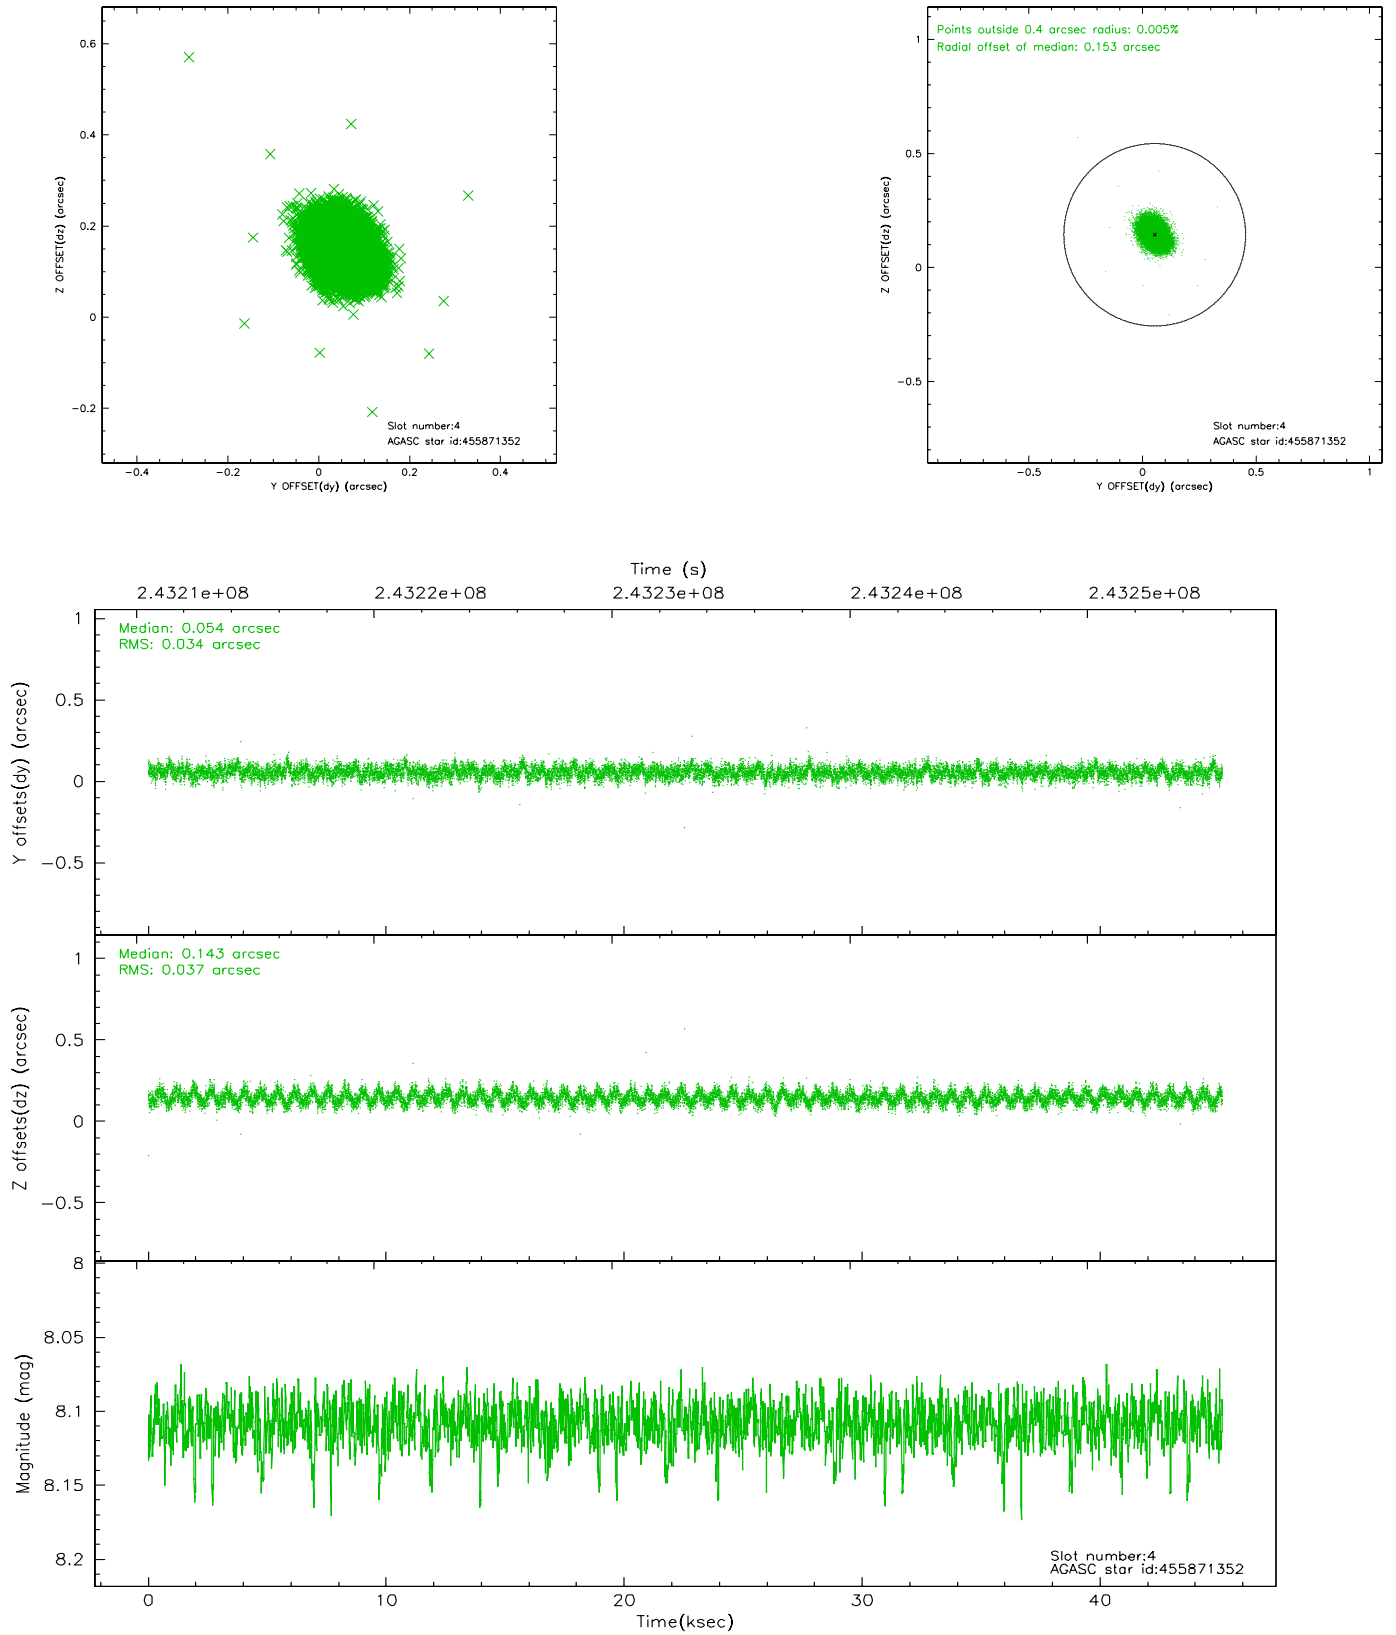 0.6
0.4
0.2
0
−0.2
Z OFFSET(dz) (arcsec)
Slot number:4
AGASC star id:455871352
−0.4 −0.2 0 0.2 0.4
Y OFFSET(dy) (arcsec)
Points outside 0.4 arcsec radius: 0.005%
Radial offset of median: 0.153 arcsec
1
0.5
0
−0.5
Z OFFSET(dz) (arcsec)
Slot number:4
AGASC star id:455871352
−0.5 0 0.5 1
Y OFFSET(dy) (arcsec)
Time (s)
2.4321e+08 2.4322e+08 2.4323e+08 2.4324e+08 2.4325e+08
Median: 0.054 arcsec
RMS: 0.034 arcsec
1
0.5
0
−0.5
Y offsets(dy) (arcsec)
Median: 0.143 arcsec
RMS: 0.037 arcsec
1
0.5
0
−0.5
Z offsets(dz) (arcsec)
8
8.05
8.1
8.15
8.2
Magnitude (mag)
Slot number:4
AGASC star id:455871352
0 20 40
Time(ksec)